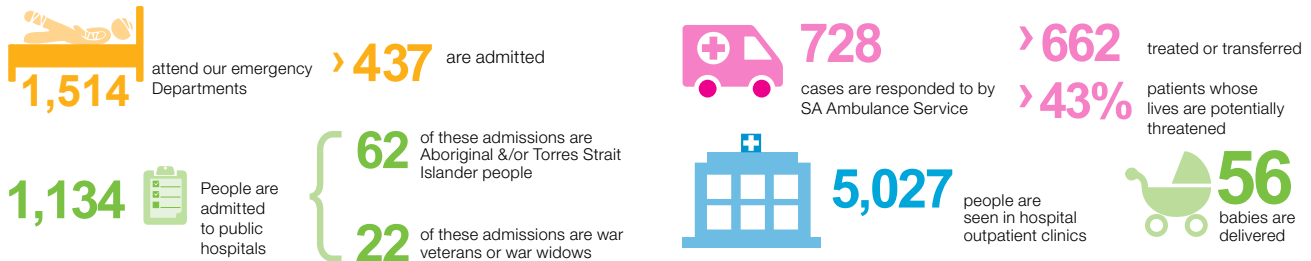 1,514
attend our emergency
Departments
› 437
are admitted
1,134
People are
admitted
to public
hospitals
62
of these admissions are
Aboriginal &/or Torres Strait
Islander people
22
of these admissions are war
veterans or war widows
728
cases are responded to by
SA Ambulance Service
› 662
treated or transferred
› 43%
patients whose
lives are potentially
threatened
5,027
people are
seen in hospital
outpatient clinics
56
babies are
delivered